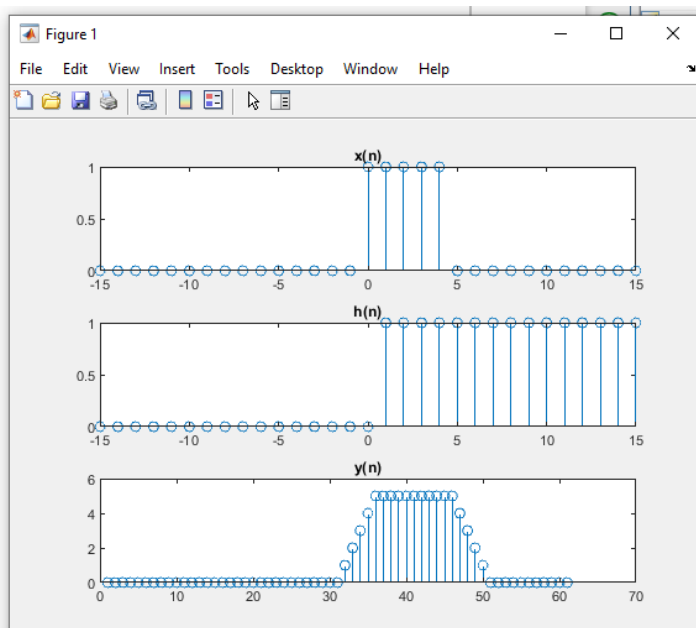 Figure 1
File Edit View Insert Tools Desktop Window Help
x(n)
1
0.5
0
-15 -10 -5 0 5 10 15
h(n)
1
0.5
0
-15 -10 -5 0 5 10 15
y(n)
6
4
2
0
0 10 20 30 40 50 60 70